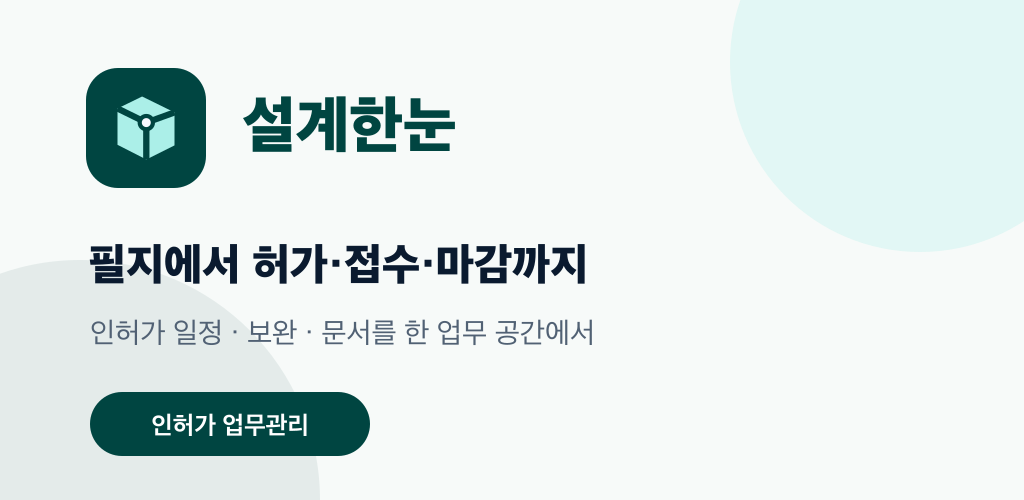 설계한눈
필지에서 허가·접수·마감까지
인허가 일정 · 보완 · 문서를 한 업무 공간에서
인허가 업무관리